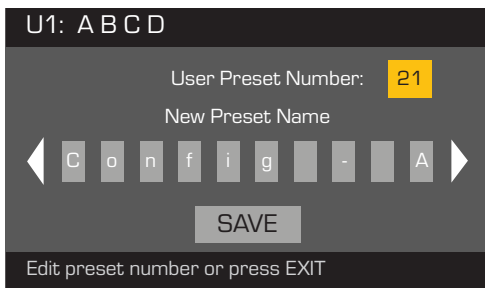 U1: A B C D
User Preset Number: 21
New Preset Name
C o n f i g - A
SAVE
Edit preset number or press EXIT